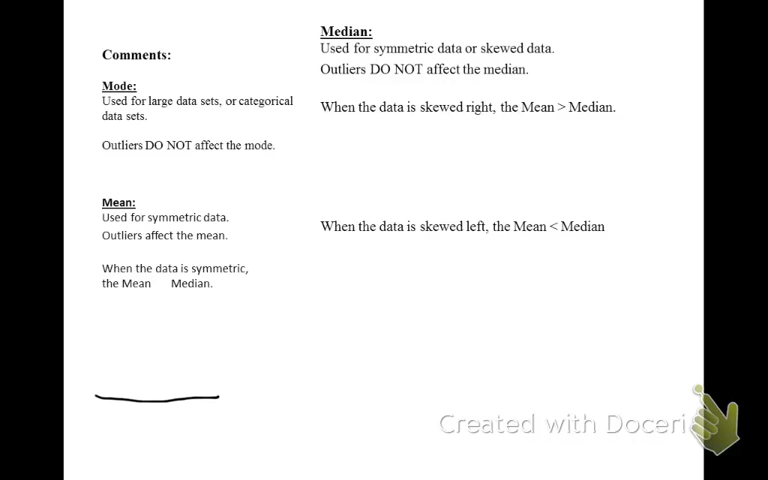 Comments:
Mode:
Used for large data sets, or categorical
data sets.
Outliers DO NOT affect the mode.
Mean:
Used for symmetric data.
Outliers affect the mean.
When the data is symmetric,
the Mean Median.
Median:
Used for symmetric data or skewed data.
Outliers DO NOT affect the median.
When the data is skewed right, the Mean > Median.
When the data is skewed left, the Mean < Median
Created with Doceri